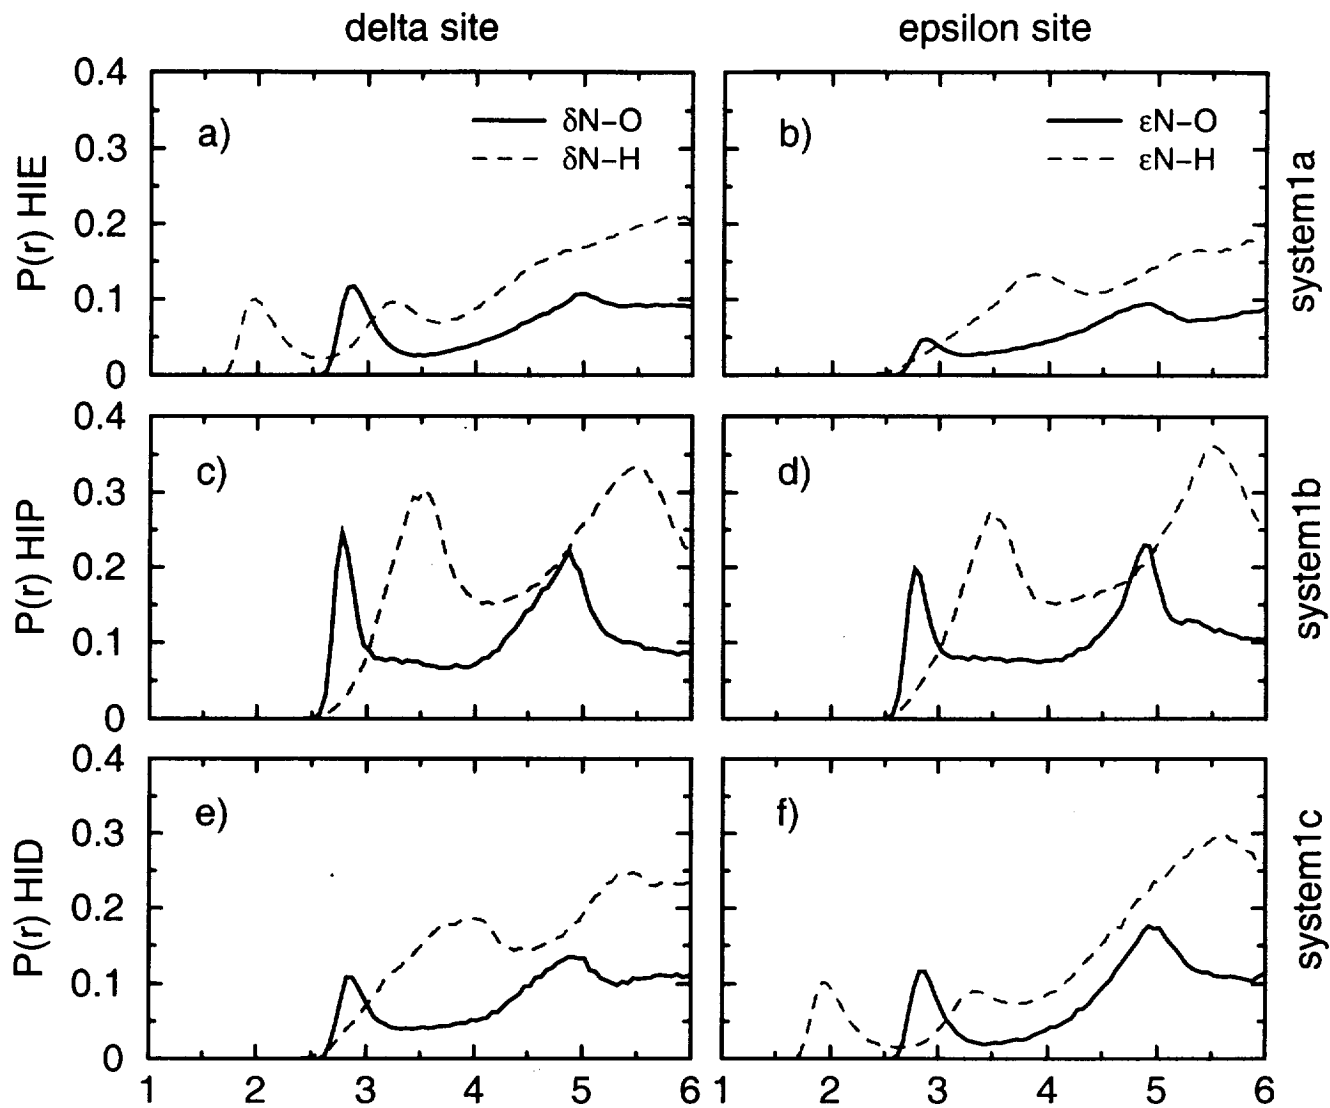 delta site epsilon site
0.4
0.3
0.2
0.1
0
P(r) HIE
a)
δN–O
δN–H
b)
εN–O
εN–H
system1a
0.4
0.3
0.2
0.1
0
P(r) HIP
c)
d)
system1b
0.4
0.3
0.2
0.1
0
P(r) HID
e)
f)
system1c
1 2 3 4 5 6 1 2 3 4 5 6